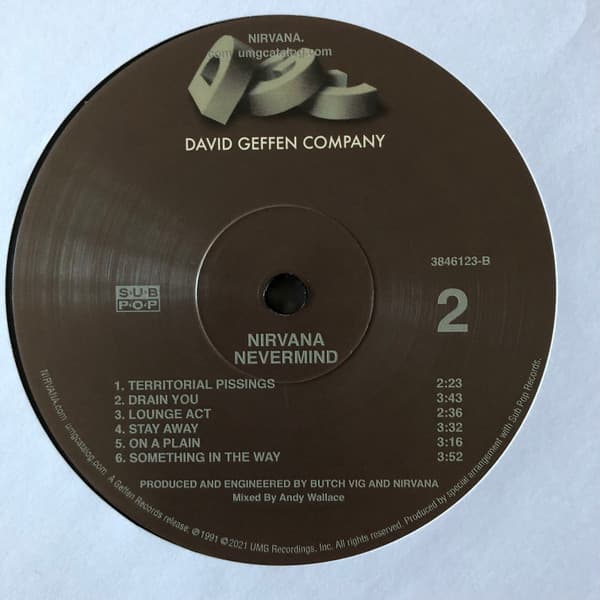 NIRVANA.
com umgcatalog.com
DAVID GEFFEN COMPANY
3846123-B
S•U•B
P•O•P
2
NIRVANA
NEVERMIND
1. TERRITORIAL PISSINGS 2:23
2. DRAIN YOU 3:43
3. LOUNGE ACT 2:36
4. STAY AWAY 3:32
5. ON A PLAIN 3:16
6. SOMETHING IN THE WAY 3:52
PRODUCED AND ENGINEERED BY BUTCH VIG AND NIRVANA
Mixed By Andy Wallace
NIRVANA.com umgcatalog.com A Geffen Records release; ℗1991 ©2021 UMG Recordings, Inc. All rights reserved. Produced by special arrangement with Sub Pop Records.